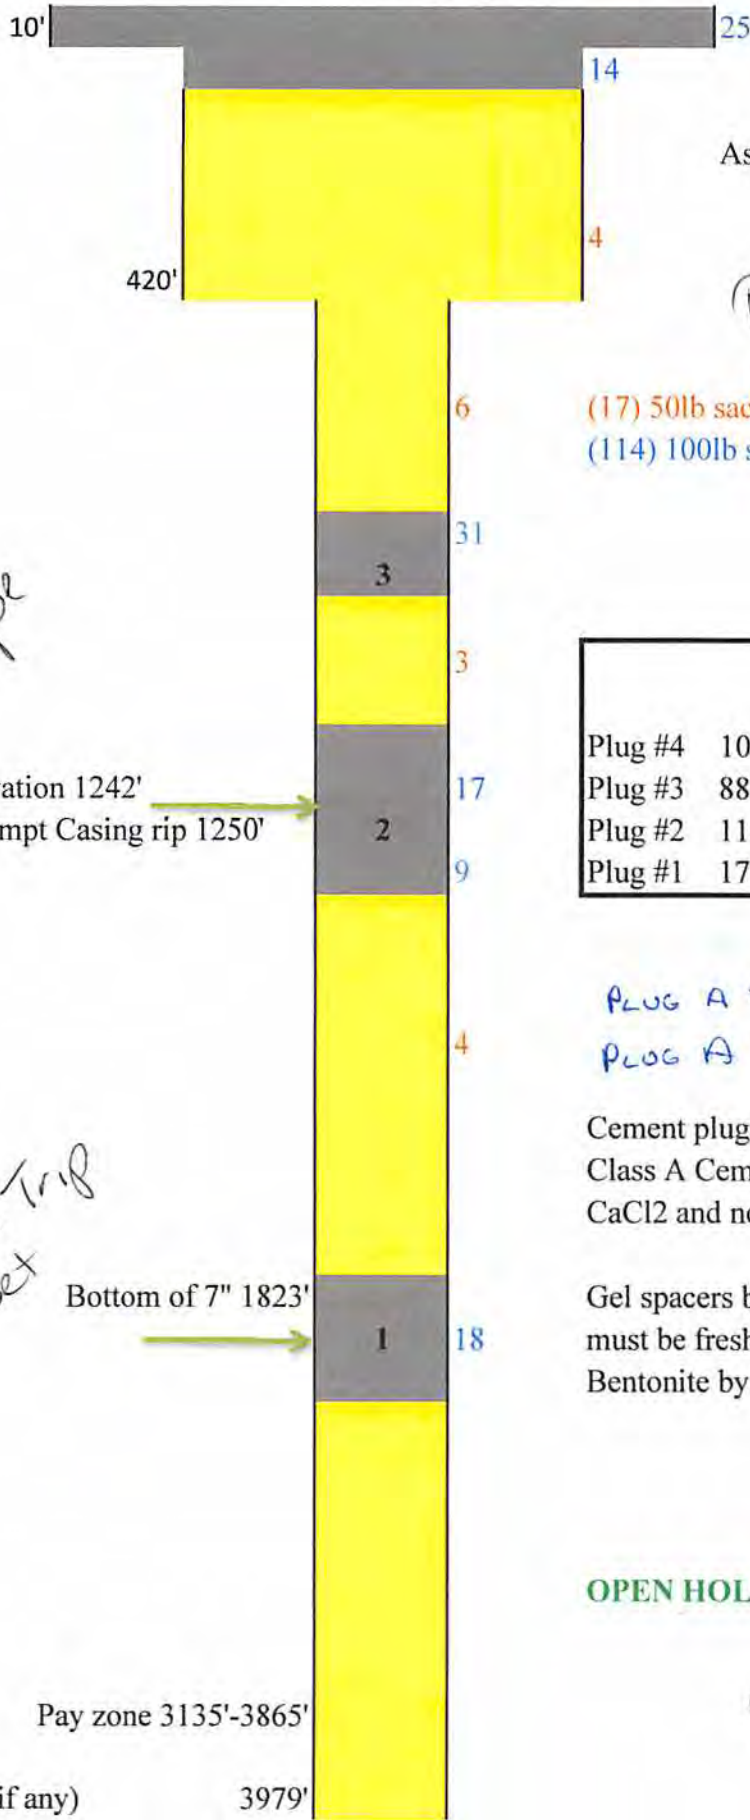 10'
25
14
As
4
420'
6
(17) 50lb sac
(114) 100lb s
31
3
3
Plug #4 10
Plug #3 88
Plug #2 11
Plug #1 17
ation 1242'
mpt Casing rip 1250'
17
2
9
PLUG A
PLUG A
4
Cement plug
Class A Cem
CaCl2 and no
Trip
Bottom of 7" 1823'
1
18
Gel spacers b
must be fresh
Bentonite by
OPEN HOL
Pay zone 3135'-3865'
if any) 3979'